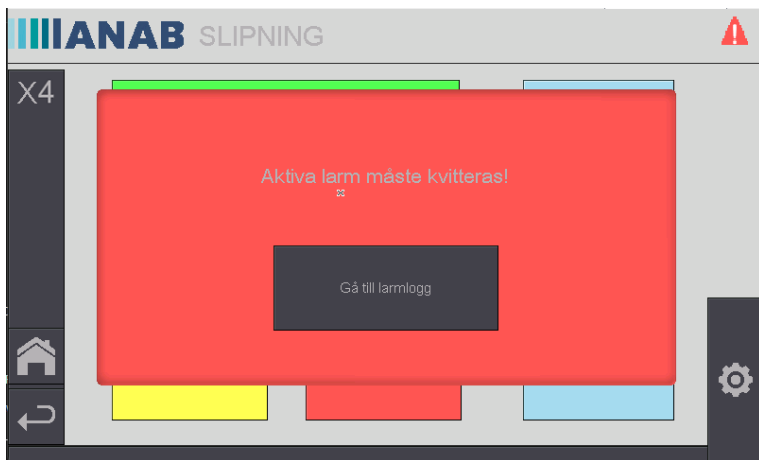 ANAB SLIPNING
X4
Aktiva larm måste kvitteras!
Gå till larmlogg